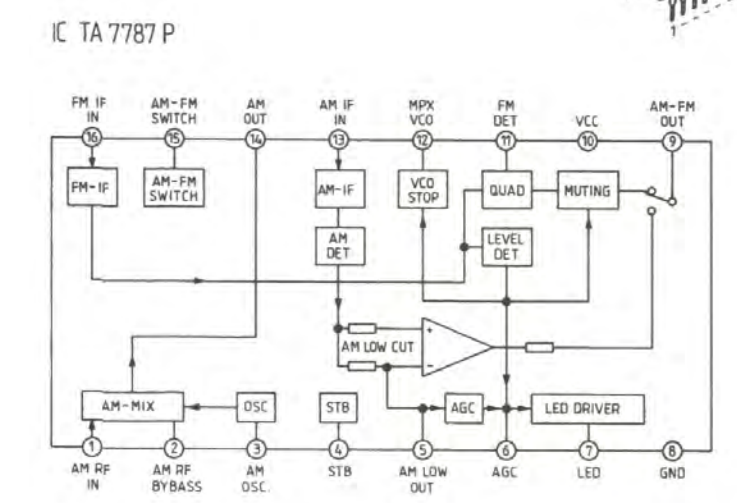 IC TA 7787 P
1
FM IF
IN
AM-FM
SWITCH
AM
OUT
AM IF
IN
MPX
VCO
FM
DET
VCC
AM-FM
OUT
16
15
14
13
12
11
10
9
FM-IF
AM-FM
SWITCH
AM-IF
VCO
STOP
QUAD
MUTING
AM
DET
LEVEL
DET
+
AM LOW CUT
−
AM-MIX
OSC
STB
AGC
LED DRIVER
1
2
3
4
5
6
7
8
AM RF
IN
AM RF
BYBASS
AM
OSC.
STB
AM LOW
OUT
AGC
LED
GND